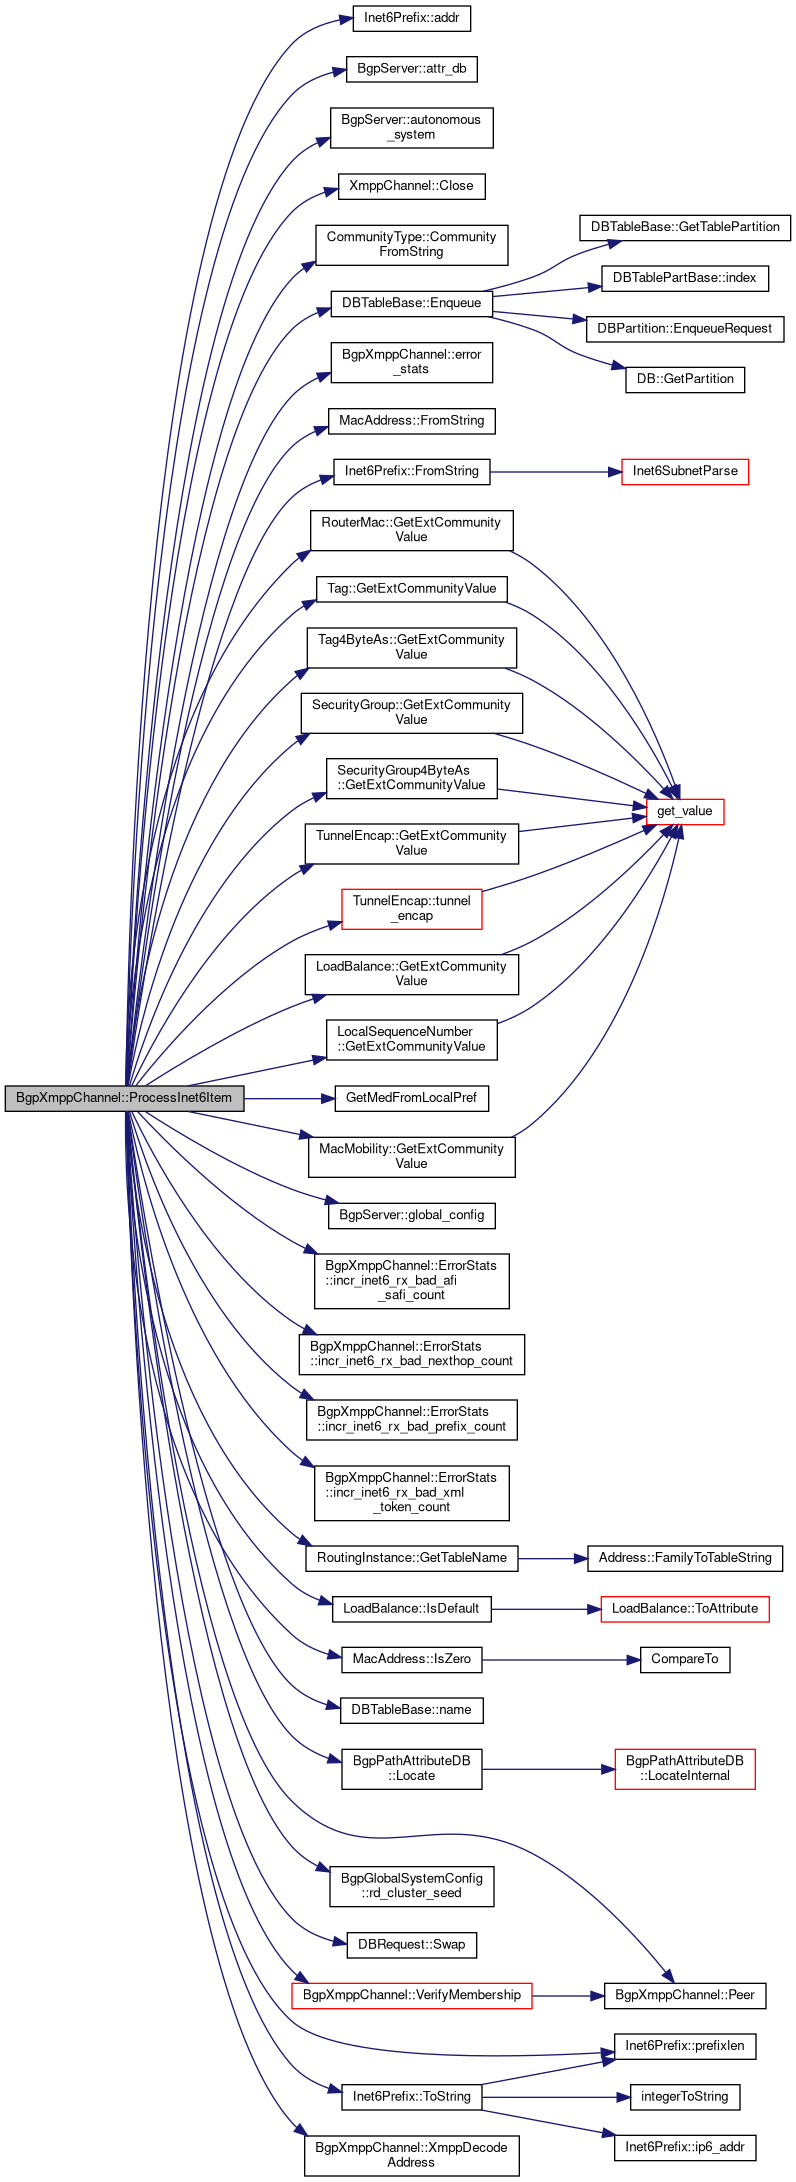 Inet6Prefix::addr
BgpServer::attr_db
BgpServer::autonomous
_system
XmppChannel::Close
CommunityType::Community
FromString
DBTableBase::GetTablePartition
DBTablePartBase::index
DBTableBase::Enqueue
DBPartition::EnqueueRequest
BgpXmppChannel::error
_stats
DB::GetPartition
MacAddress::FromString
Inet6Prefix::FromString
Inet6SubnetParse
RouterMac::GetExtCommunity
Value
Tag::GetExtCommunityValue
Tag4ByteAs::GetExtCommunity
Value
SecurityGroup::GetExtCommunity
Value
SecurityGroup4ByteAs
::GetExtCommunityValue
get_value
TunnelEncap::GetExtCommunity
Value
TunnelEncap::tunnel
_encap
LoadBalance::GetExtCommunity
Value
LocalSequenceNumber
::GetExtCommunityValue
BgpXmppChannel::ProcessInet6Item
GetMedFromLocalPref
MacMobility::GetExtCommunity
Value
BgpServer::global_config
BgpXmppChannel::ErrorStats
::incr_inet6_rx_bad_afi
_safi_count
BgpXmppChannel::ErrorStats
::incr_inet6_rx_bad_nexthop_count
BgpXmppChannel::ErrorStats
::incr_inet6_rx_bad_prefix_count
BgpXmppChannel::ErrorStats
::incr_inet6_rx_bad_xml
_token_count
RoutingInstance::GetTableName
Address::FamilyToTableString
LoadBalance::IsDefault
LoadBalance::ToAttribute
MacAddress::IsZero
CompareTo
DBTableBase::name
BgpPathAttributeDB
::Locate
BgpPathAttributeDB
::LocateInternal
BgpGlobalSystemConfig
::rd_cluster_seed
DBRequest::Swap
BgpXmppChannel::VerifyMembership
BgpXmppChannel::Peer
Inet6Prefix::prefixlen
Inet6Prefix::ToString
integerToString
Inet6Prefix::ip6_addr
BgpXmppChannel::XmppDecode
Address